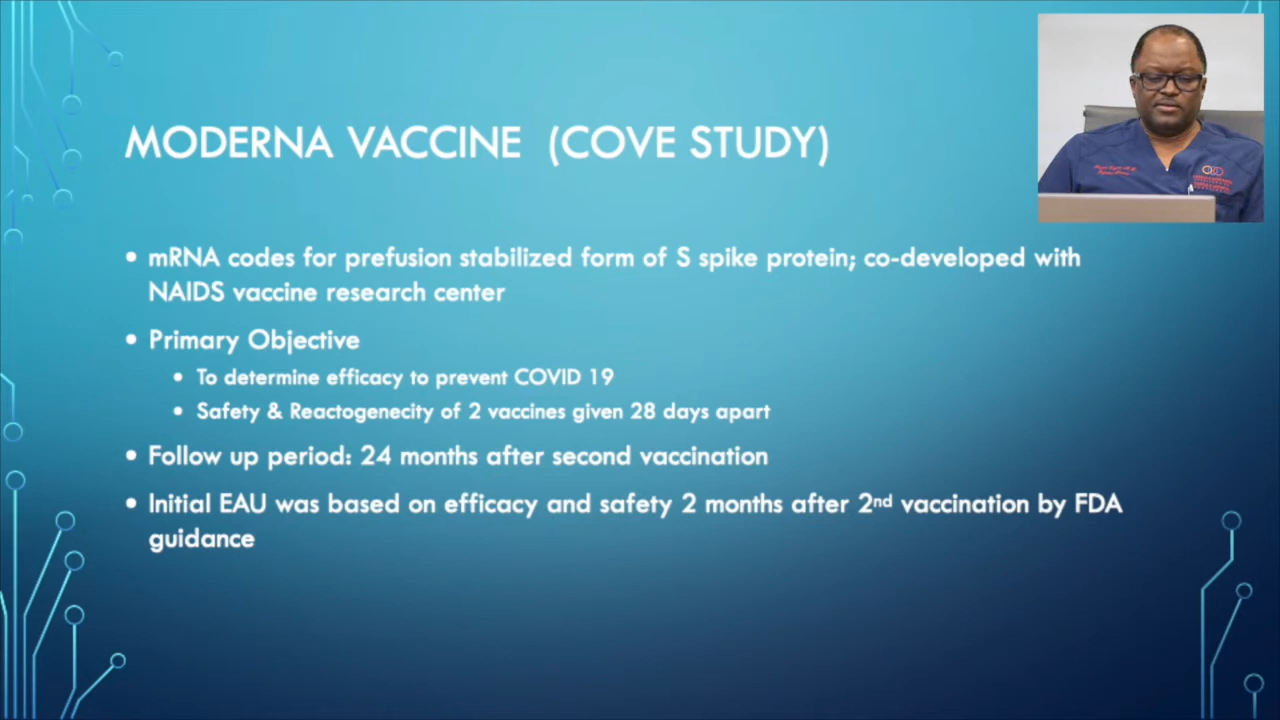 MODERNA VACCINE (COVE STUDY)
• mRNA codes for prefusion stabilized form of S spike protein; co-developed with
NAIDS vaccine research center
• Primary Objective
• To determine efficacy to prevent COVID 19
• Safety & Reactogenecity of 2 vaccines given 28 days apart
• Follow up period: 24 months after second vaccination
• Initial EAU was based on efficacy and safety 2 months after 2nd vaccination by FDA
guidance